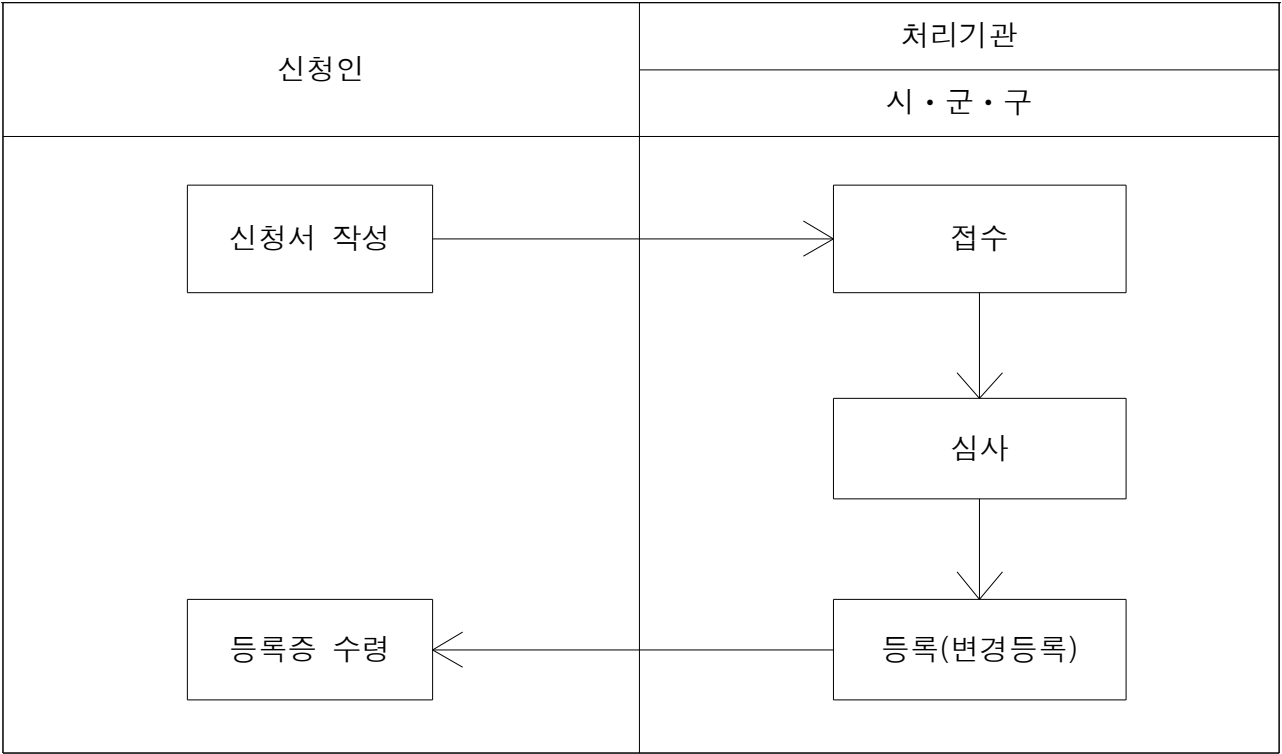 신청인
처리기관
시・군・구
신청서 작성
접수
심사
등록증 수령
등록(변경등록)